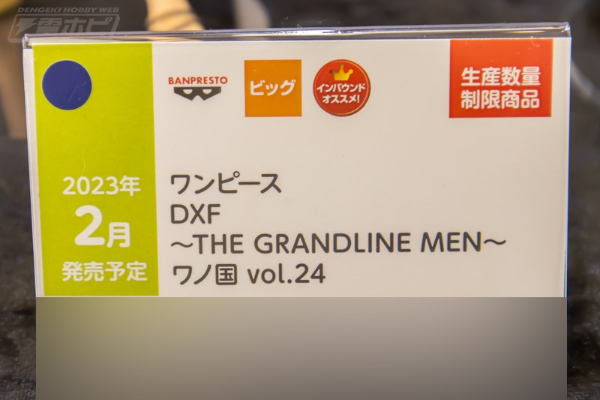 DENGEKI HOBBY WEB
電ホビ
BANPRESTO
ビッグ
インバウンド
オススメ!
生産数量
制限商品
2023年
2月
発売予定
ワンピース
DXF
～THE GRANDLINE MEN～
ワノ国 vol.24